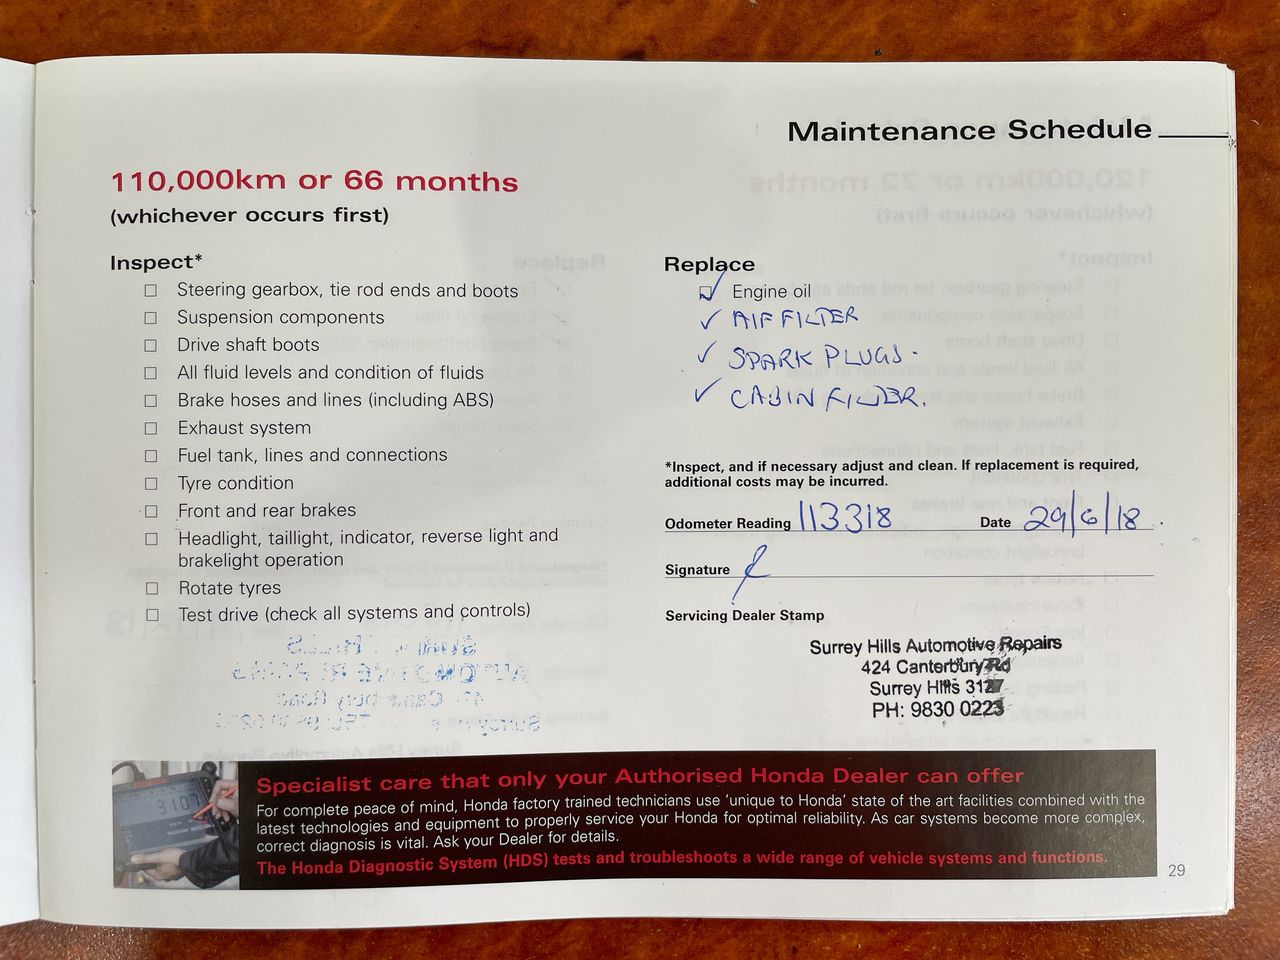 Maintenance Schedule
110,000km or 66 months
(whichever occurs first)
Inspect*
Steering gearbox, tie rod ends and boots
Suspension components
Drive shaft boots
All fluid levels and condition of fluids
Brake hoses and lines (including ABS)
Exhaust system
Fuel tank, lines and connections
Tyre condition
Front and rear brakes
Headlight, taillight, indicator, reverse light and
brakelight operation
Rotate tyres
Test drive (check all systems and controls)
Replace
Engine oil
AIF FILTER
SPARK PLUGS.
CABIN FILTER.
*Inspect, and if necessary adjust and clean. If replacement is required,
additional costs may be incurred.
Odometer Reading 113318 Date 29/6/18.
Signature
Servicing Dealer Stamp
Surrey Hills Automotive Repairs
424 Canterbury Rd
Surrey Hills 3127
PH: 9830 0223
3107
Specialist care that only your Authorised Honda Dealer can offer
For complete peace of mind, Honda factory trained technicians use 'unique to Honda' state of the art facilities combined with the
latest technologies and equipment to properly service your Honda for optimal reliability. As car systems become more complex,
correct diagnosis is vital. Ask your Dealer for details.
The Honda Diagnostic System (HDS) tests and troubleshoots a wide range of vehicle systems and functions.
29